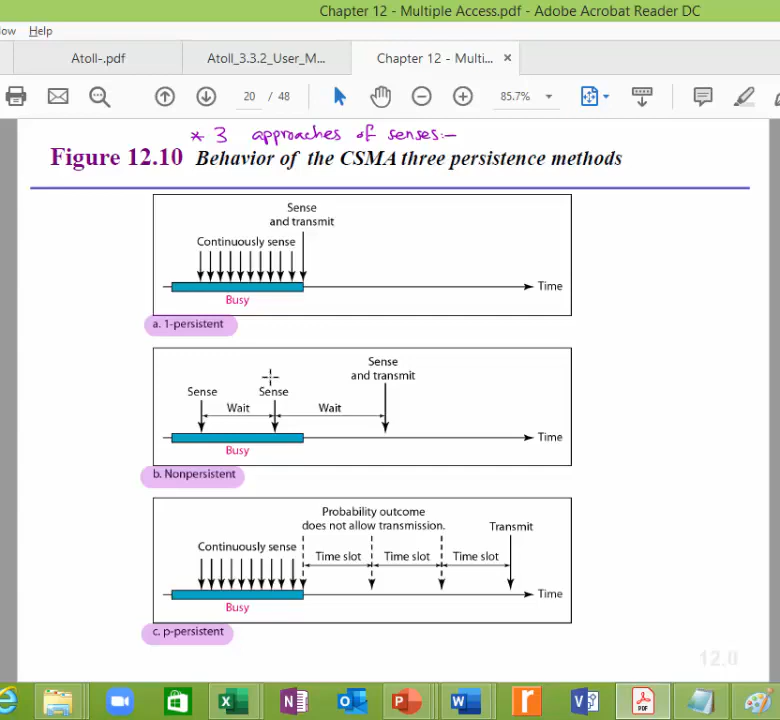 Chapter 12 - Multiple Access.pdf - Adobe Acrobat Reader DC
ow Help
Atoll-.pdf
Atoll_3.3.2_User_M...
Chapter 12 - Multi... ×
20 / 48
85.7%
* 3 approaches of senses:-
Figure 12.10 Behavior of the CSMA three persistence methods
Sense
and transmit
Continuously sense
Time
Busy
a. 1-persistent
Sense
and transmit
Sense
Sense
Wait
Wait
Time
Busy
b. Nonpersistent
Probability outcome
does not allow transmission.
Transmit
Continuously sense
Time slot
Time slot
Time slot
Time
Busy
c. p-persistent
12.0